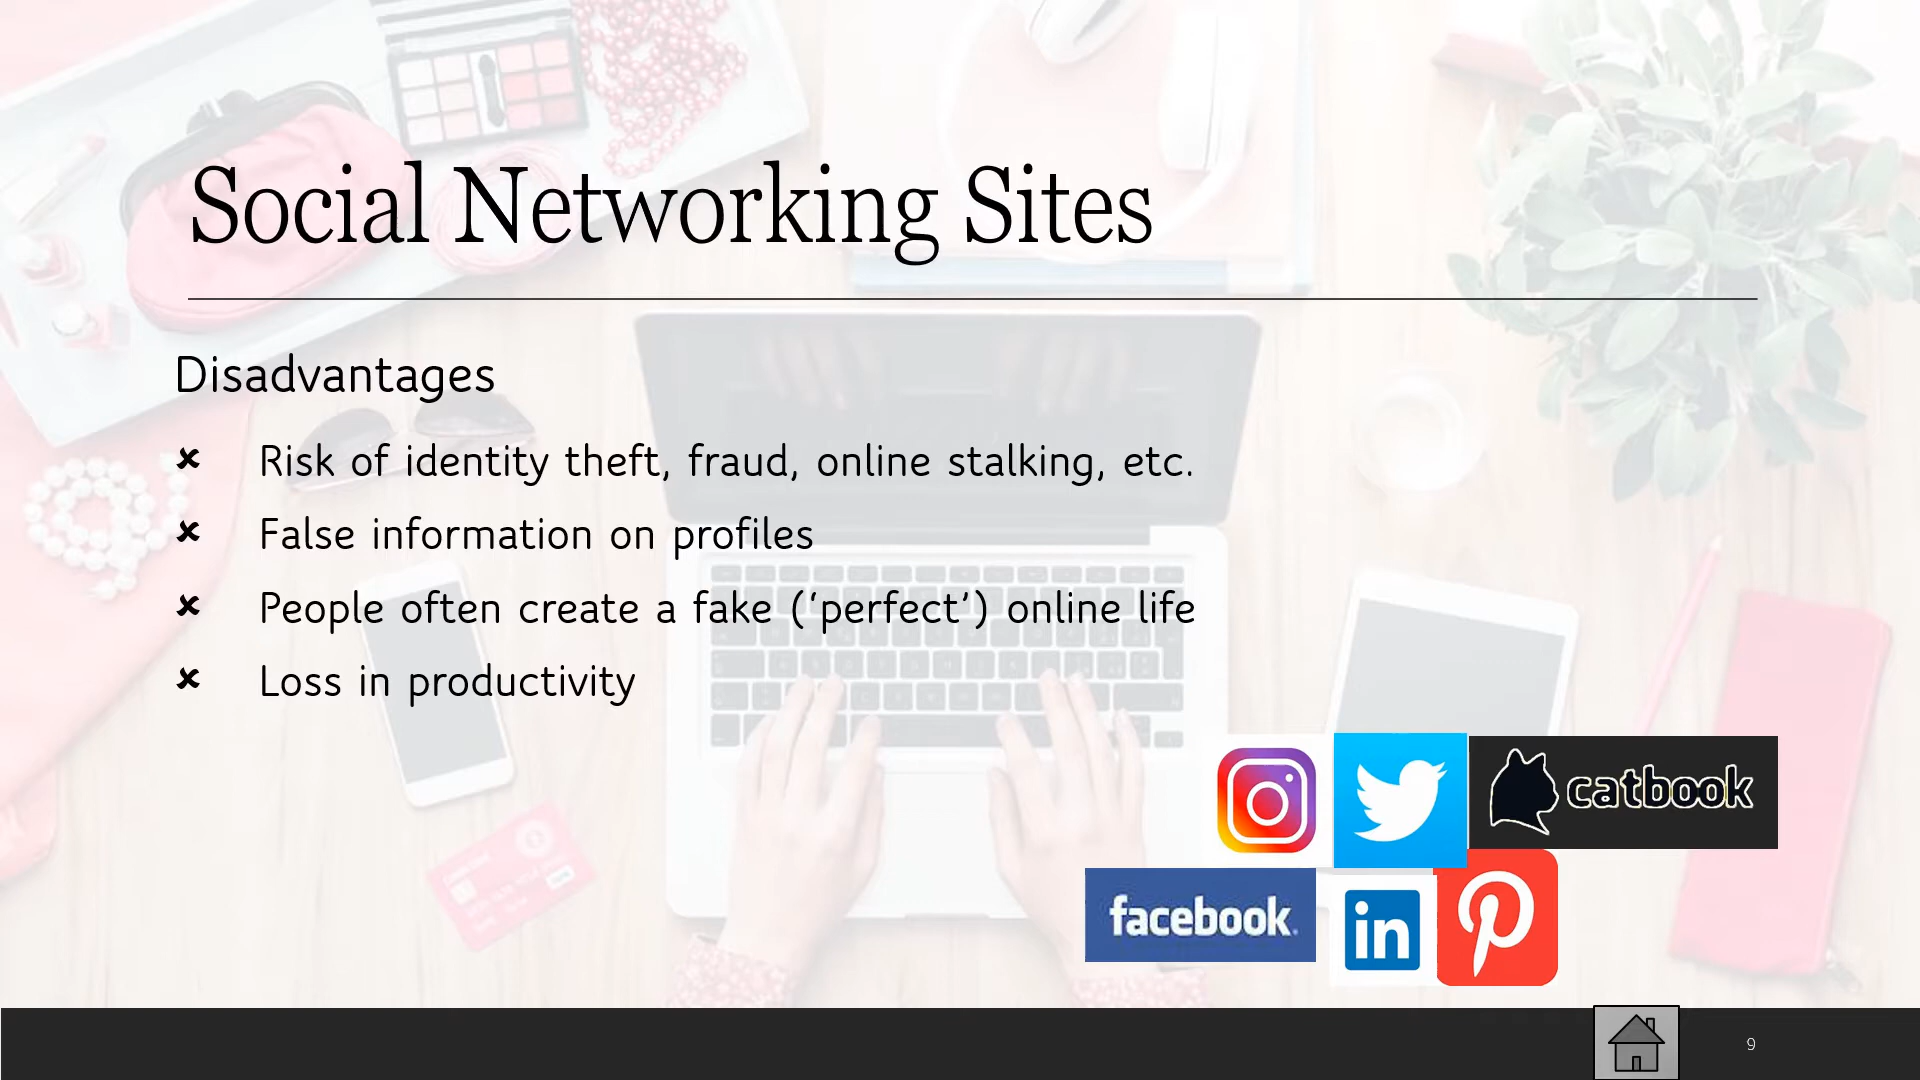 Social Networking Sites
Disadvantages
✘ Risk of identity theft, fraud, online stalking, etc.
✘ False information on profiles
✘ People often create a fake (‘perfect’) online life
✘ Loss in productivity
catbook
facebook.
in
9